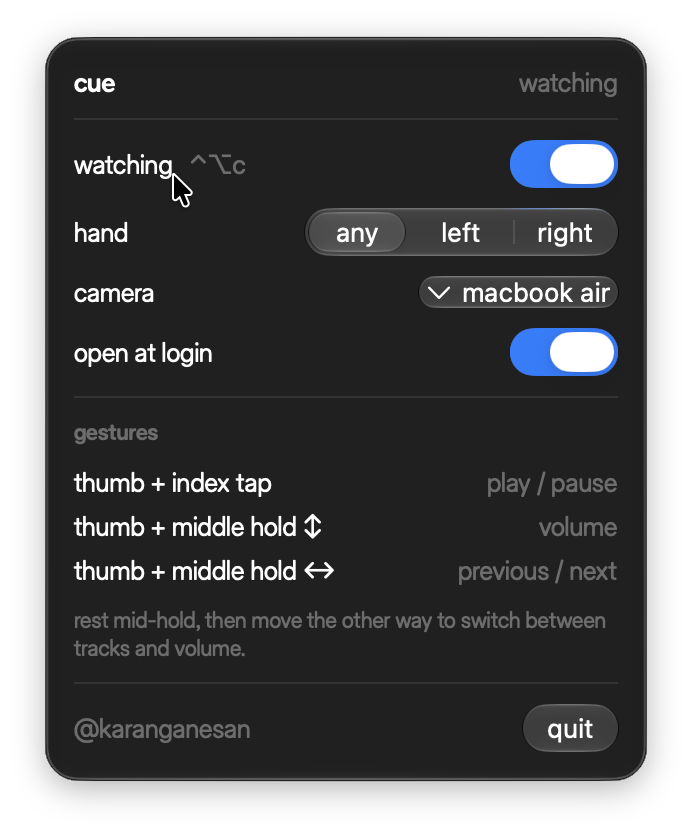 cue watching
watching ⌃⌥c
hand any left right
camera macbook air
open at login
gestures
thumb + index tap play / pause
thumb + middle hold ↕ volume
thumb + middle hold ↔ previous / next
rest mid-hold, then move the other way to switch between
tracks and volume.
@karanganesan quit